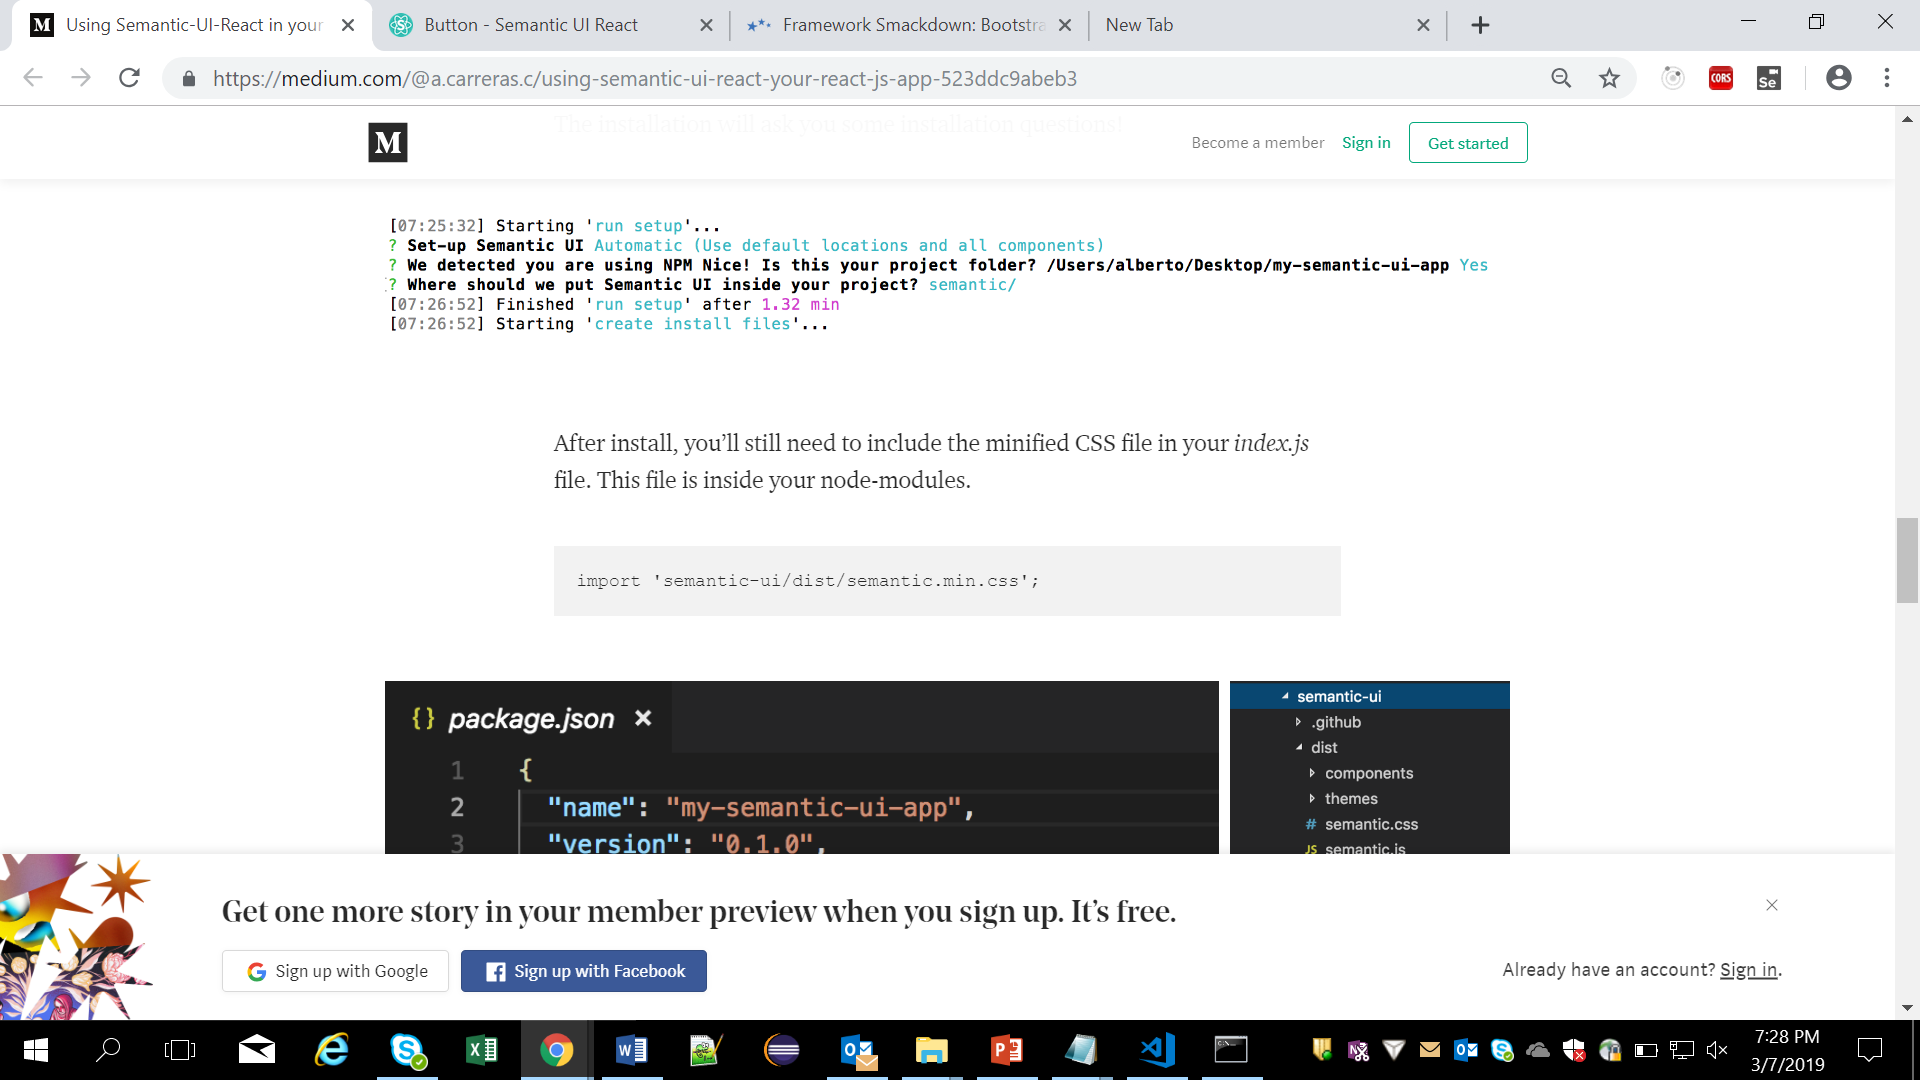 M Using Semantic-UI-React in your
Button - Semantic UI React
Framework Smackdown: Bootstra
New Tab
https://medium.com/@a.carreras.c/using-semantic-ui-react-your-react-js-app-523ddc9abeb3
CORS
Se
The installation will ask you some installation questions!
M
Become a member
Sign in
Get started
[07:25:32] Starting 'run setup'...
? Set-up Semantic UI Automatic (Use default locations and all components)
? We detected you are using NPM Nice! Is this your project folder? /Users/alberto/Desktop/my-semantic-ui-app Yes
? Where should we put Semantic UI inside your project? semantic/
[07:26:52] Finished 'run setup' after 1.32 min
[07:26:52] Starting 'create install files'...
After install, you’ll still need to include the minified CSS file in your index.js
file. This file is inside your node-modules.
import 'semantic-ui/dist/semantic.min.css';
{} package.json
1 {
2 "name": "my-semantic-ui-app",
3 "version": "0.1.0",
semantic-ui
.github
dist
components
themes
# semantic.css
JS semantic.js
Get one more story in your member preview when you sign up. It’s free.
Sign up with Google
Sign up with Facebook
Already have an account? Sign in.
7:28 PM
3/7/2019